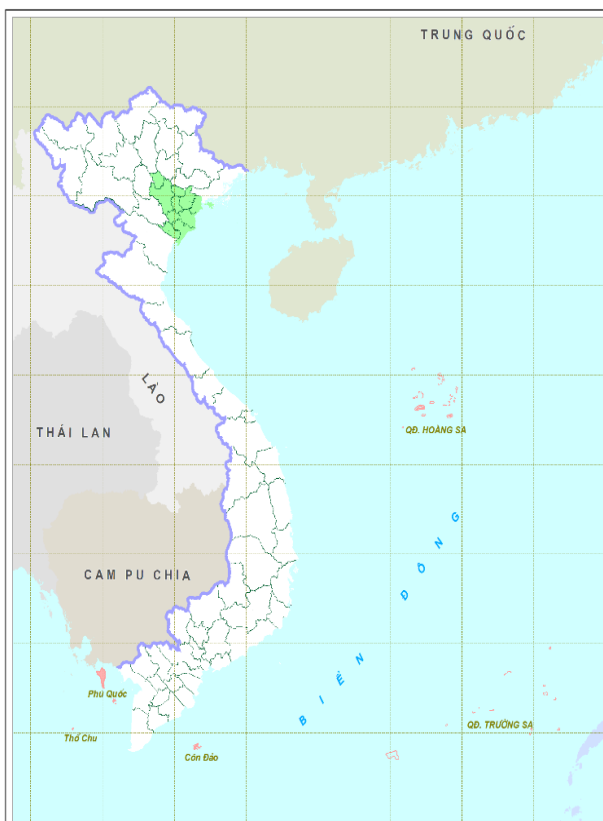 TRUNG QUỐC
LÀO
THÁI LAN
QĐ. HOÀNG SA
CAM PU CHIA
BIỂN ĐÔNG
Phú Quốc
QĐ. TRƯỜNG SA
Thổ Chu
Côn Đảo